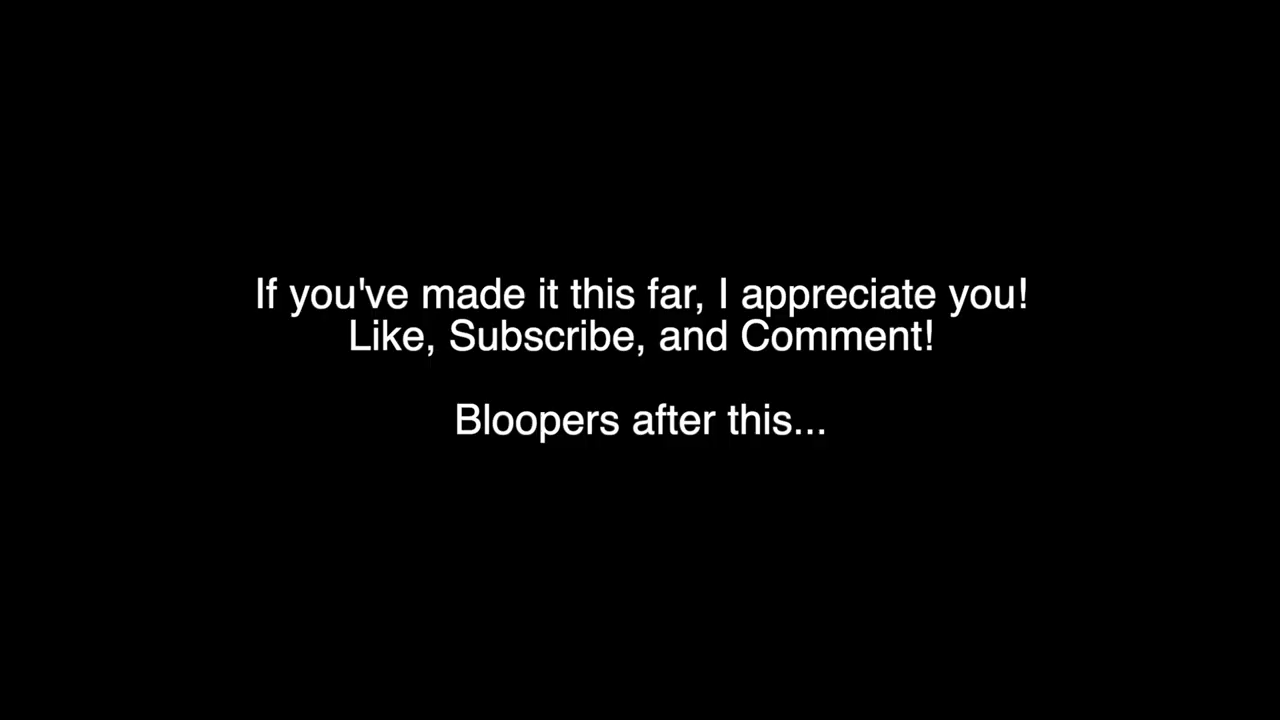 If you've made it this far, I appreciate you!
Like, Subscribe, and Comment!
Bloopers after this...